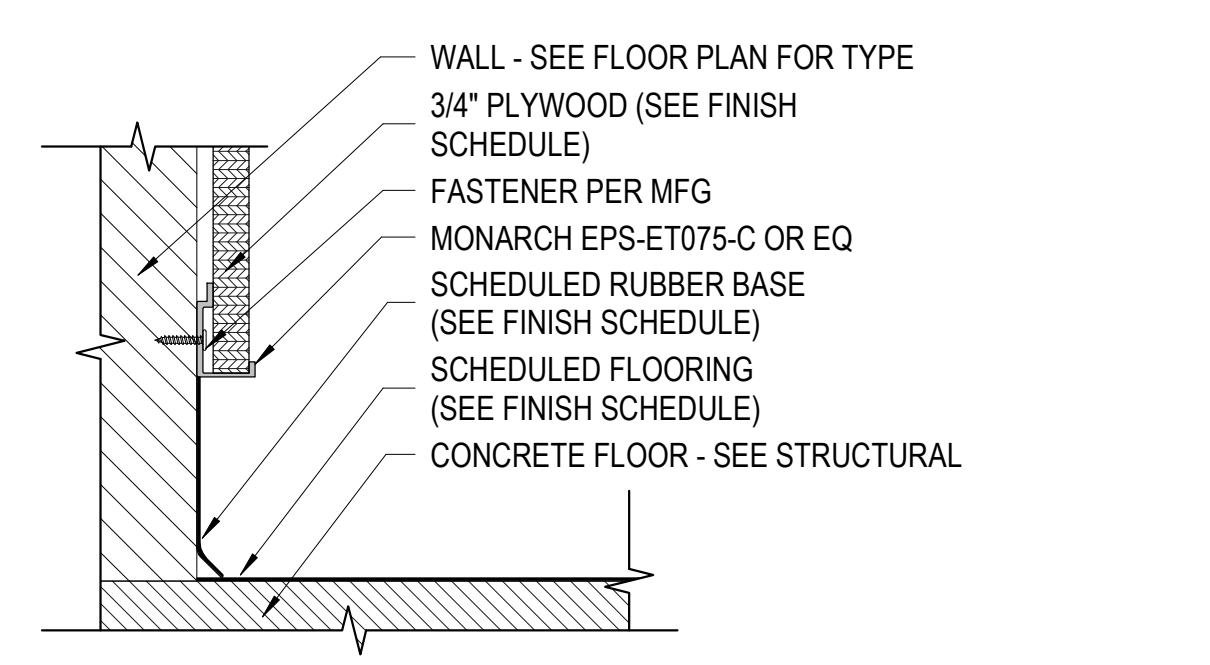 WALL - SEE FLOOR PLAN FOR TYPE
3/4" PLYWOOD (SEE FINISH
SCHEDULE)
FASTENER PER MFG
MONARCH EPS-ET075-C OR EQ
SCHEDULED RUBBER BASE
(SEE FINISH SCHEDULE)
SCHEDULED FLOORING
(SEE FINISH SCHEDULE)
CONCRETE FLOOR - SEE STRUCTURAL